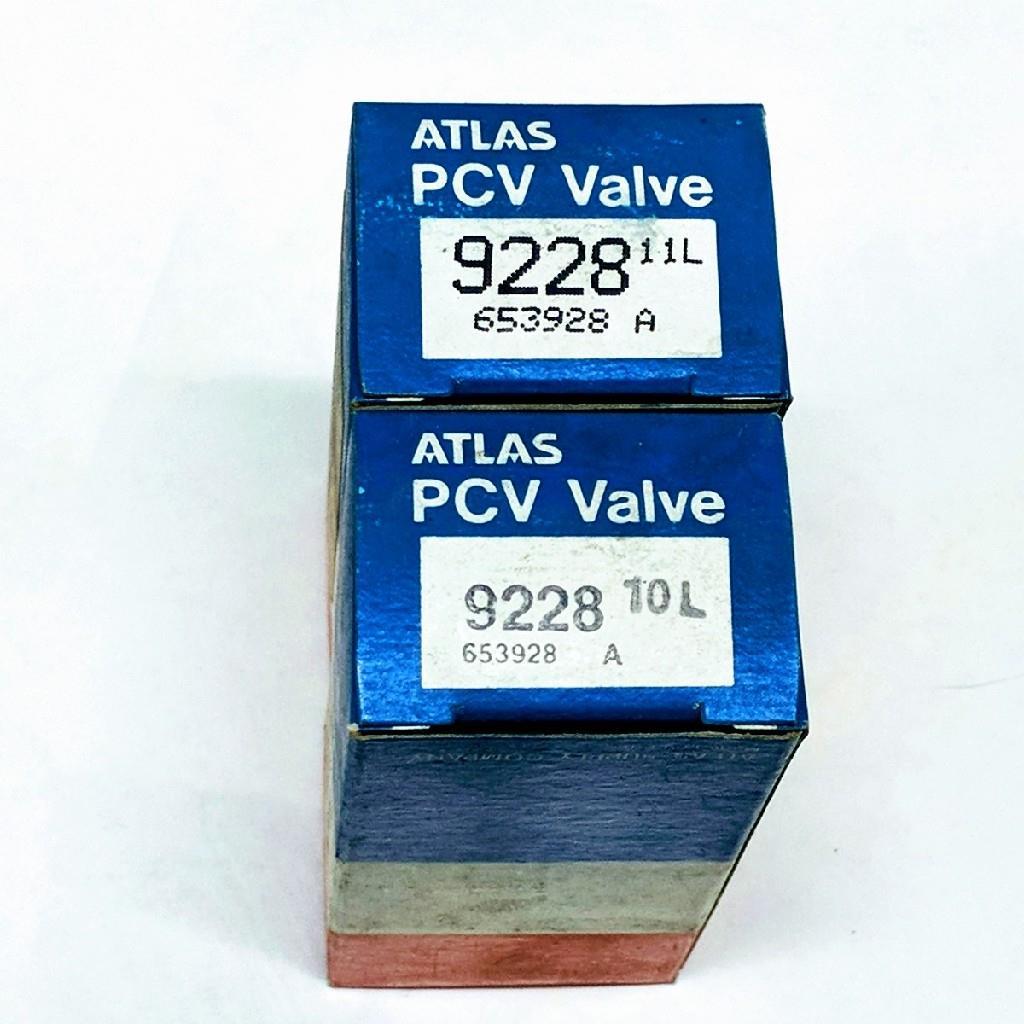 ATLAS
PCV Valve
9228 11L
653928 A
ATLAS
PCV Valve
9228 10L
653928 A